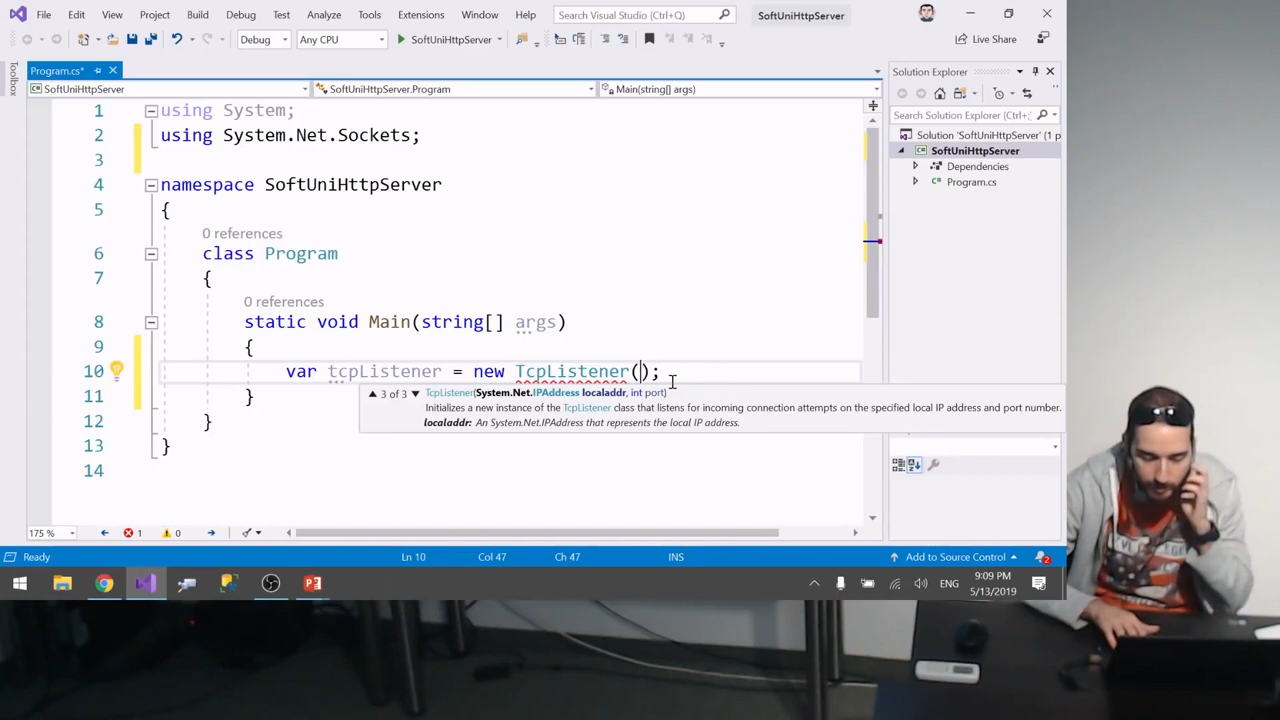 File Edit View Project Build Debug Test Analyze Tools Extensions Window Help Search Visual Studio (Ctrl+Q) SoftUniHttpServer
Debug Any CPU SoftUniHttpServer Live Share
Toolbox
Program.cs* Solution Explorer
SoftUniHttpServer SoftUniHttpServer.Program Main(string[] args)
Search Solution Explorer (Ctrl+;
Solution 'SoftUniHttpServer' (1 p
SoftUniHttpServer
Dependencies
Program.cs
1 using System;
2 using System.Net.Sockets;
3
4 namespace SoftUniHttpServer
5 {
0 references
6 class Program
7 {
0 references
8 static void Main(string[] args)
9 {
10 var tcpListener = new TcpListener();
11 }
12 }
13 }
14
3 of 3 TcpListener(System.Net.IPAddress localaddr, int port)
Initializes a new instance of the TcpListener class that listens for incoming connection attempts on the specified local IP address and port number.
localaddr: An System.Net.IPAddress that represents the local IP address.
175 % 1 0
Ready Ln 10 Col 47 Ch 47 INS Add to Source Control 2
ENG 9:09 PM
5/13/2019